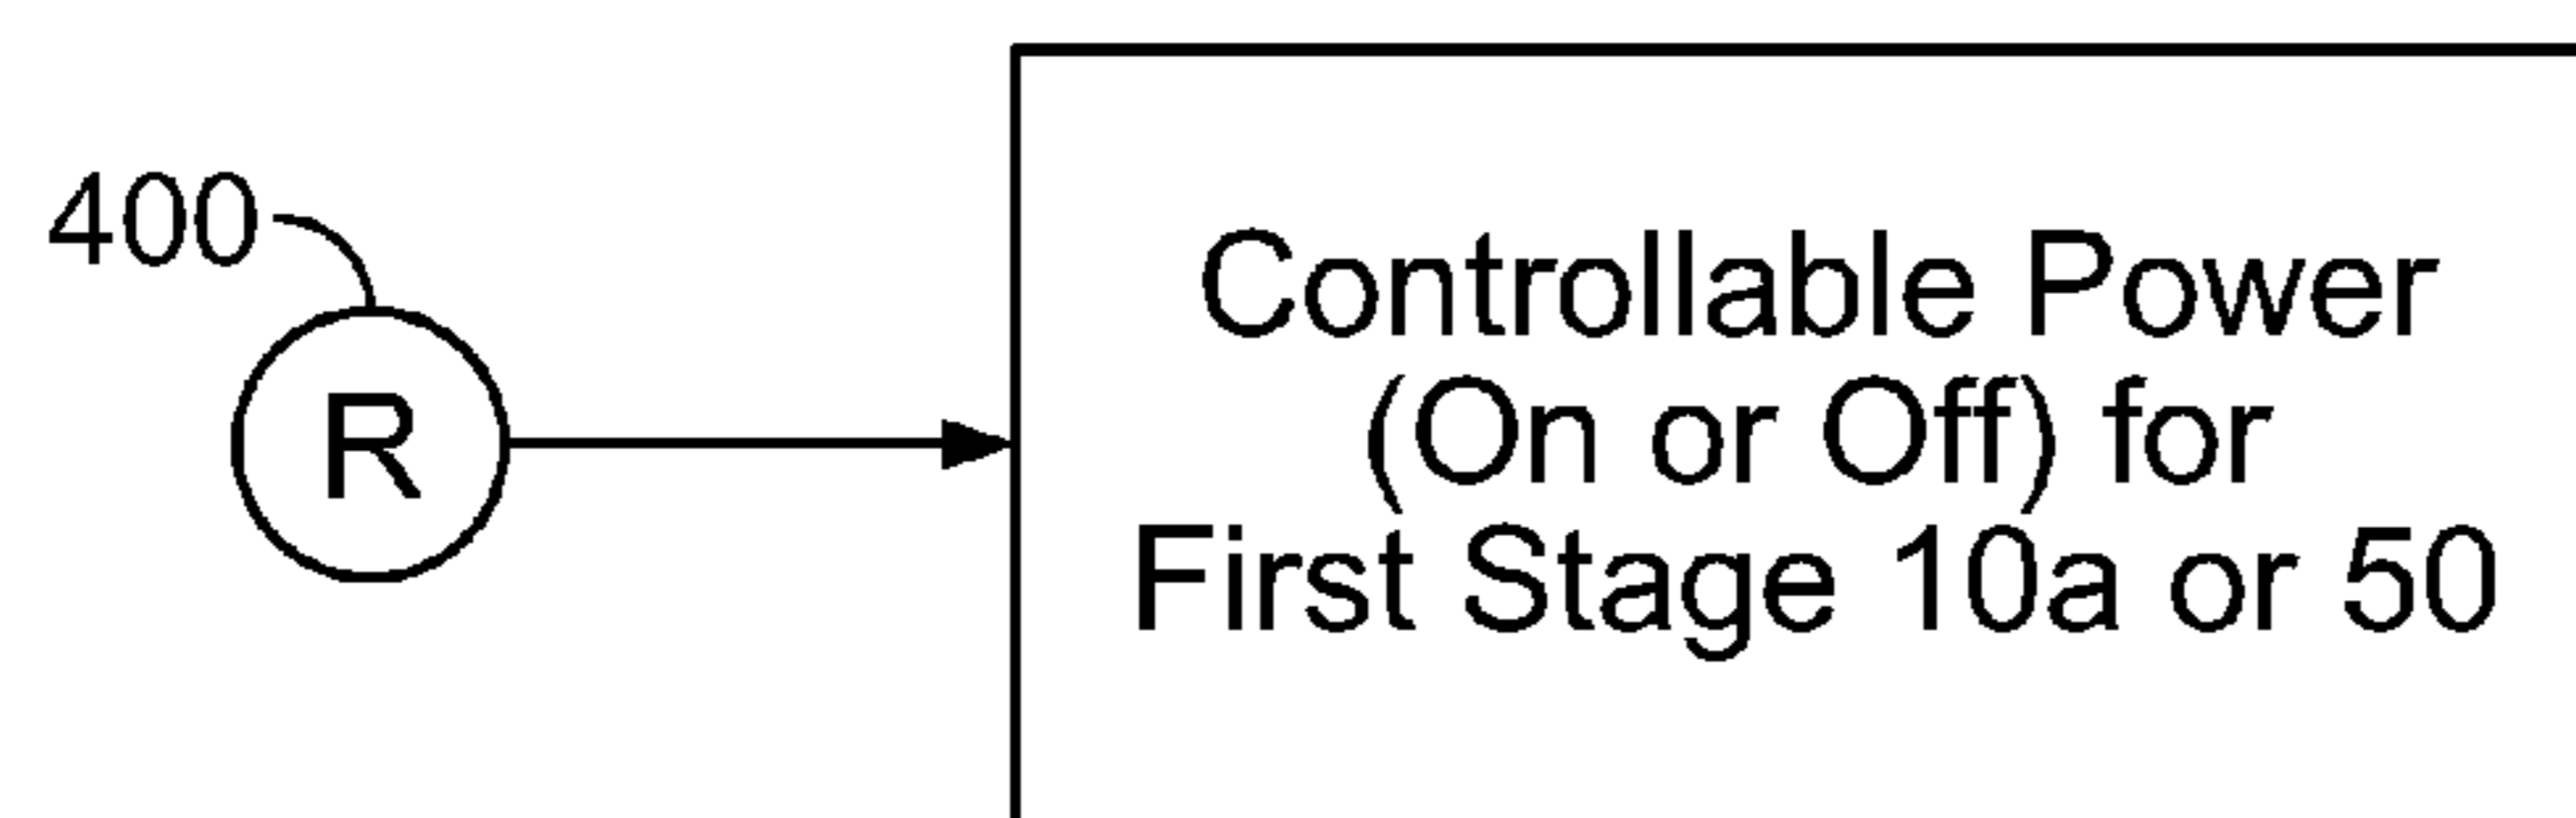 400
R
Controllable Power
(On or Off) for
First Stage 10a or 50